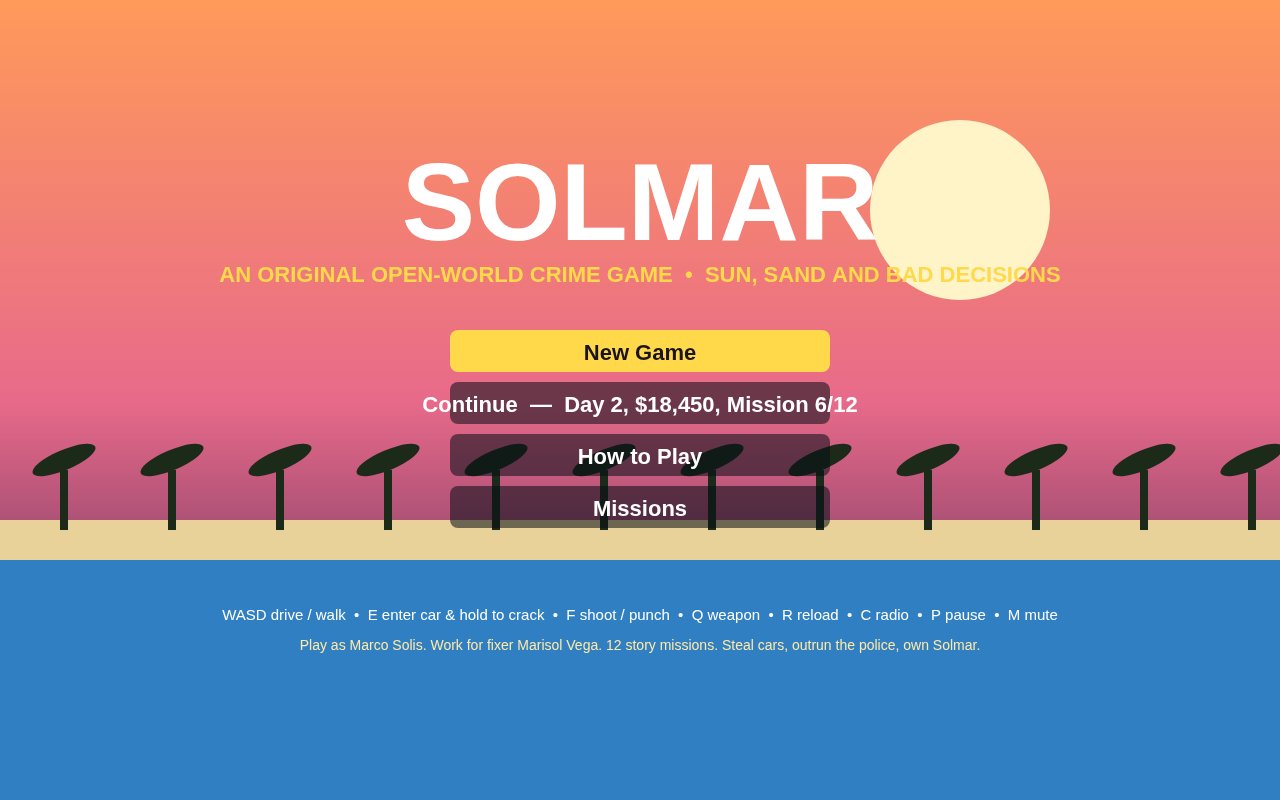 SOLMAR
AN ORIGINAL OPEN-WORLD CRIME GAME • SUN, SAND AND BAD DECISIONS
New Game
Continue — Day 2, $18,450, Mission 6/12
How to Play
Missions
WASD drive / walk • E enter car & hold to crack • F shoot / punch • Q weapon • R reload • C radio • P pause • M mute
Play as Marco Solis. Work for fixer Marisol Vega. 12 story missions. Steal cars, outrun the police, own Solmar.